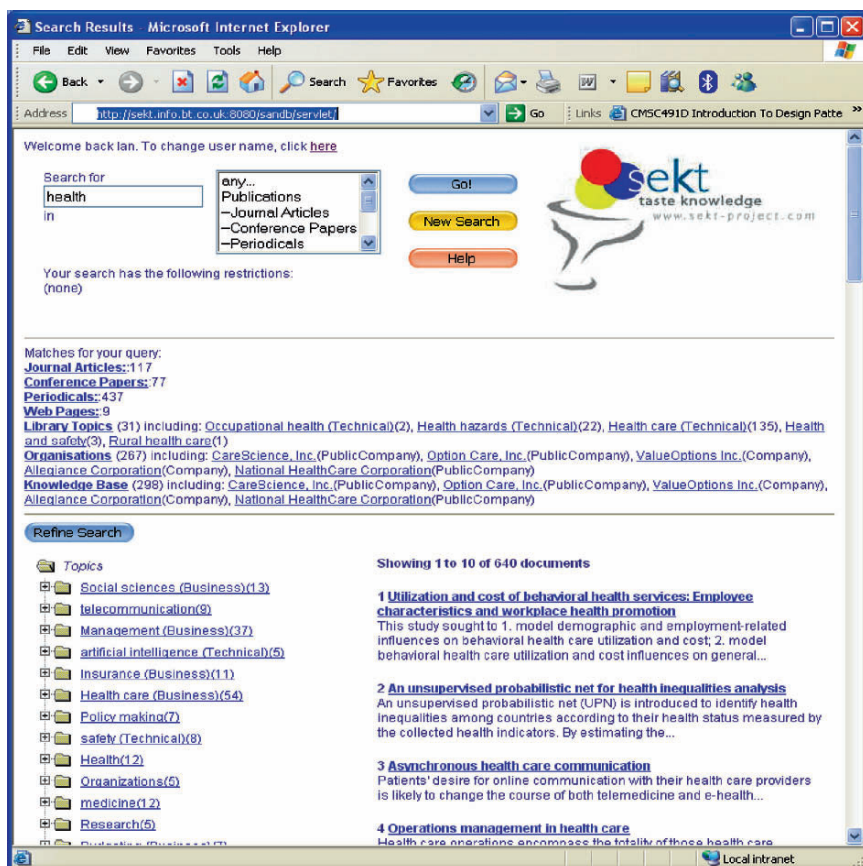 Search Results - Microsoft Internet Explorer
File Edit View Favorites Tools Help
Back Search Favorites
Address http://sekt.info.bt.co.uk:8080/sandb/servlet/ Go Links CMSC491D Introduction To Design Patte »
Welcome back Ian. To change user name, click here
Search for
health
in
any...
Publications
–Journal Articles
–Conference Papers
–Periodicals
Go!
New Search
Help
sekt
taste knowledge
www.sekt-project.com
Your search has the following restrictions:
(none)
Matches for your query:
Journal Articles::117
Conference Papers::77
Periodicals::437
Web Pages::9
Library Topics (31) including: Occupational health (Technical)(2), Health hazards (Technical)(22), Health care (Technical)(135), Health
and safety(3), Rural health care(1)
Organisations (267) including: CareScience, Inc.(PublicCompany), Option Care, Inc.(PublicCompany), ValueOptions Inc.(Company),
Allegiance Corporation(Company), National HealthCare Corporation(PublicCompany)
Knowledge Base (298) including: CareScience, Inc.(PublicCompany), Option Care, Inc.(PublicCompany), ValueOptions Inc.(Company),
Allegiance Corporation(Company), National HealthCare Corporation(PublicCompany)
Refine Search
Topics
Social sciences (Business)(13)
telecommunication(9)
Management (Business)(37)
artificial intelligence (Technical)(5)
Insurance (Business)(11)
Health care (Business)(54)
Policy making(7)
safety (Technical)(8)
Health(12)
Organizations(5)
medicine(12)
Research(5)
Showing 1 to 10 of 640 documents
1 Utilization and cost of behavioral health services: Employee
characteristics and workplace health promotion
This study sought to 1. model demographic and employment-related
influences on behavioral health care utilization and cost; 2. model
behavioral health care utilization and cost influences on general...
2 An unsupervised probabilistic net for health inequalities analysis
An unsupervised probabilistic net (UPN) is introduced to identify health
inequalities among countries according to their health status measured by
the collected health indicators. By estimating the...
3 Asynchronous health care communication
Patients' desire for online communication with their health care providers
is likely to change the course of both telemedicine and e-health...
4 Operations management in health care
Health care operations encompass the totality of those health care
Local intranet